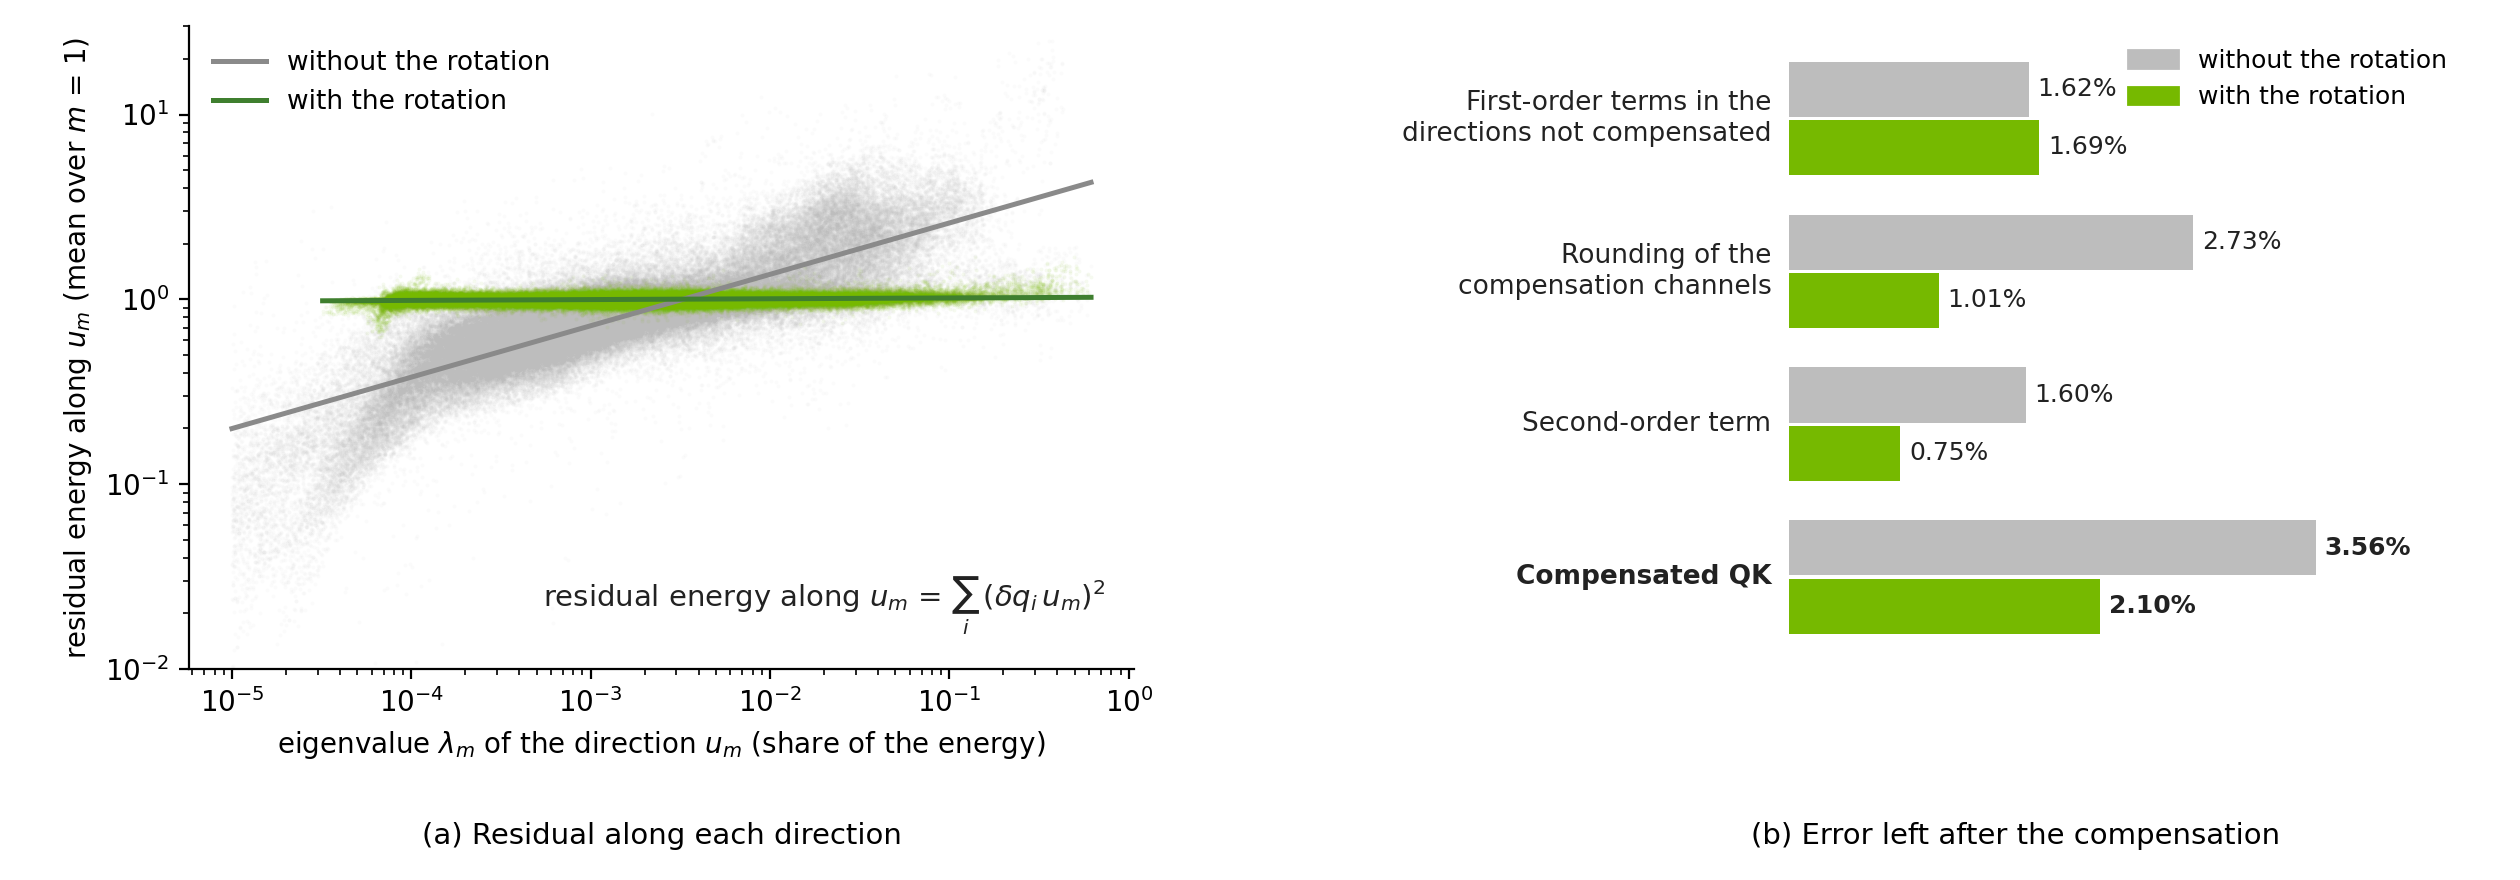 without the rotation
with the rotation
residual energy along u_m (mean over m = 1)
10^1
10^0
10^−1
10^−2
residual energy along u_m = ∑_i (δq_i u_m)^2
10^−5
10^−4
10^−3
10^−2
10^−1
10^0
eigenvalue λ_m of the direction u_m (share of the energy)
(a) Residual along each direction
without the rotation
with the rotation
First-order terms in the
directions not compensated
1.62%
1.69%
Rounding of the
compensation channels
2.73%
1.01%
Second-order term
1.60%
0.75%
Compensated QK
3.56%
2.10%
(b) Error left after the compensation